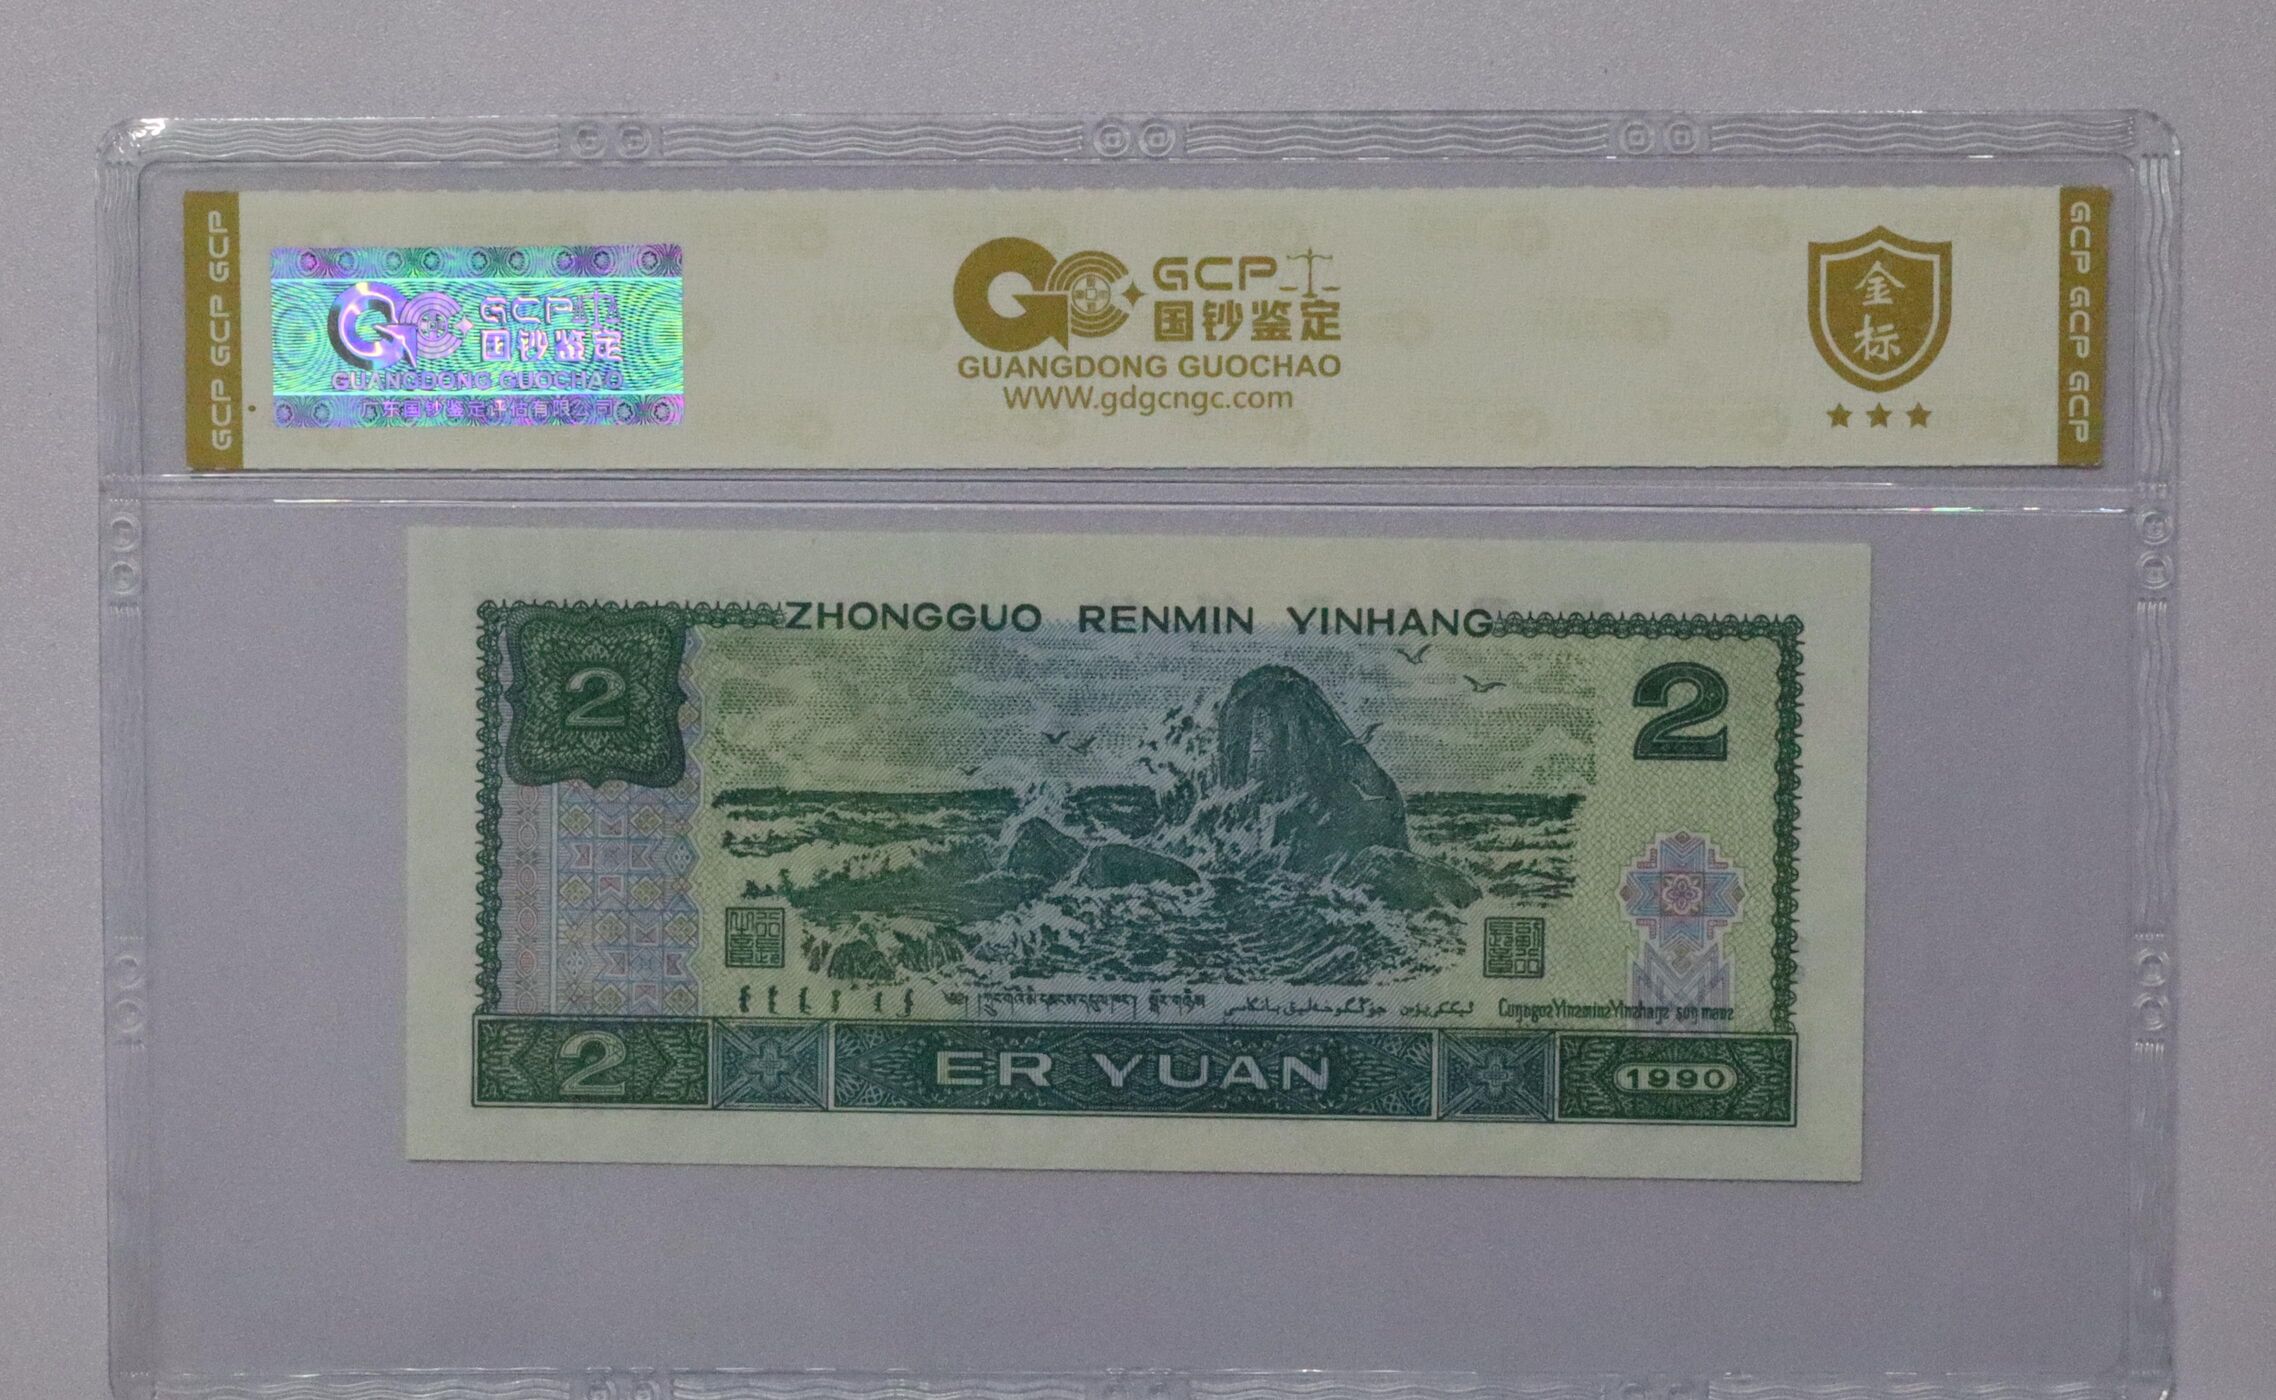 GCP GCP GCP
GCP
国钞鉴定
GUANGDONG GUOCHAO
广东国钞鉴定评估有限公司
GCP
国钞鉴定
GUANGDONG GUOCHAO
WWW.gdgcngc.com
金
标
GCP GCP GCP
ZHONGGUO RENMIN YINHANG
2
2
2
ER YUAN
1990